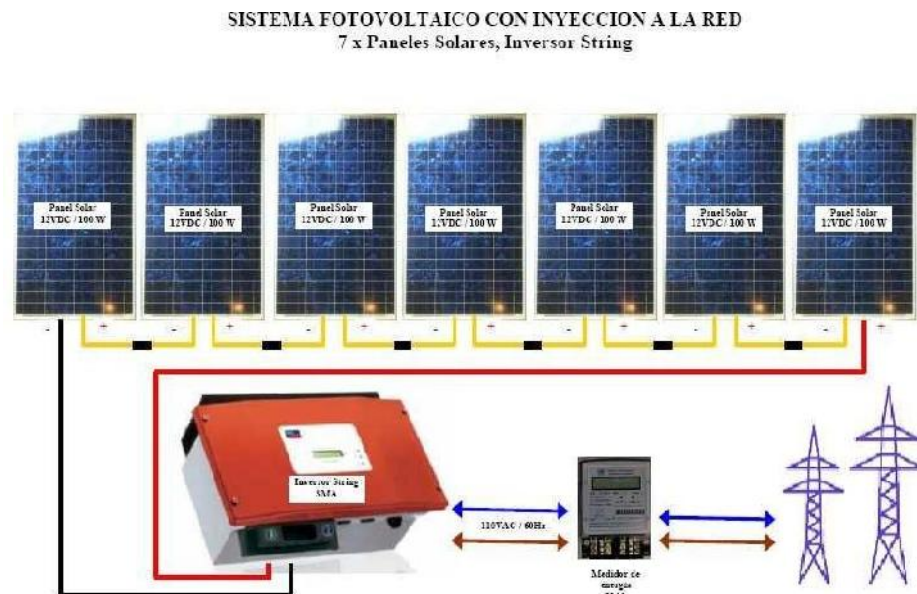 SISTEMA FOTOVOLTAICO CON INYECCION A LA RED
7 x Paneles Solares, Inversor String
Panel Solar
12VDC / 100 W
Panel Solar
12VDC / 100 W
Panel Solar
12VDC / 100 W
Panel Solar
12VDC / 100 W
Panel Solar
12VDC / 100 W
Panel Solar
12VDC / 100 W
Panel Solar
12VDC / 100 W
- + - + - + - + - + - + - +
Inversor String
SMA
110VAC / 60Hz
Medidor de
energia